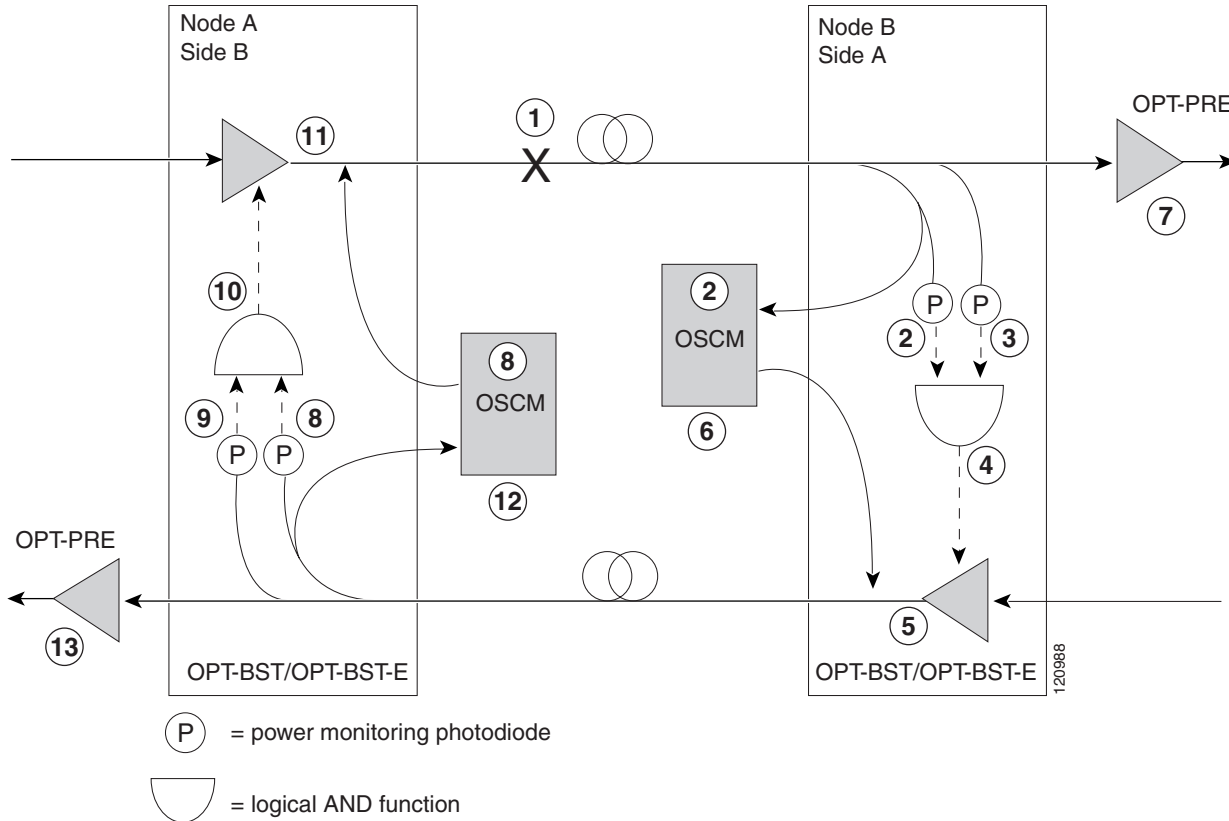 Node A
Side B
Node B
Side A
OPT-PRE
1
11
7
10
2
OSCM
P
P
2
3
8
OSCM
9
8
6
4
P
P
12
OPT-PRE
13
5
OPT-BST/OPT-BST-E
OPT-BST/OPT-BST-E
120988
P = power monitoring photodiode
= logical AND function